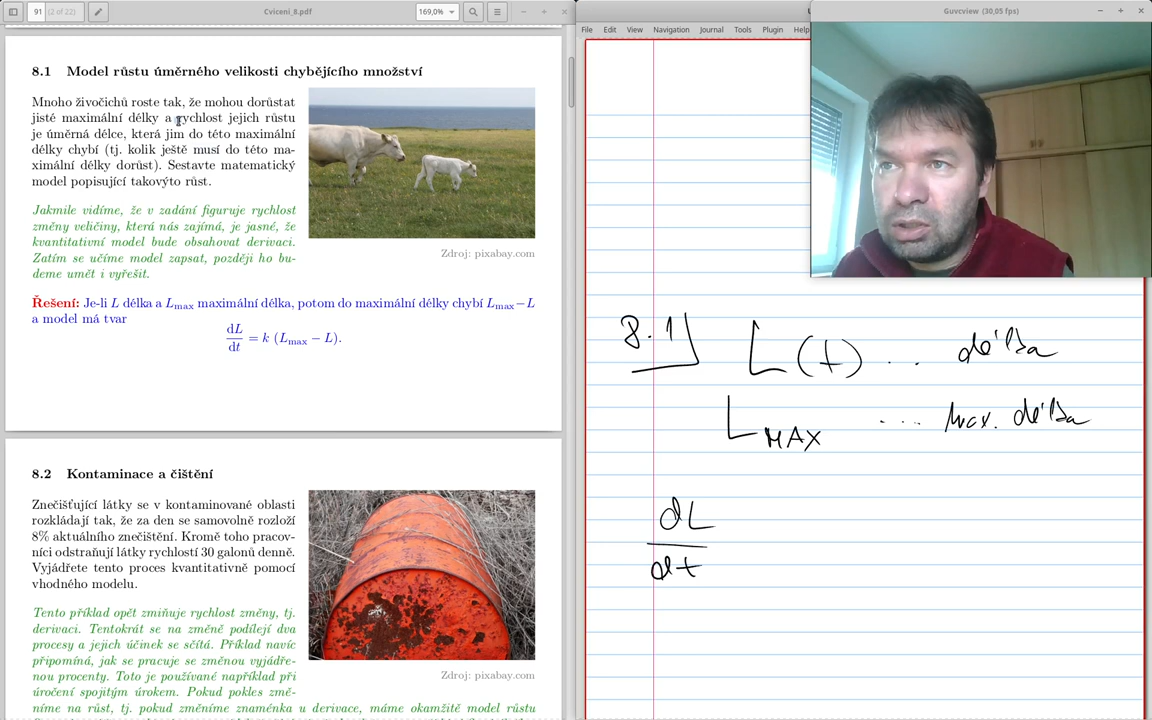 91 (2 of 22)
Cviceni_8.pdf
169,0%
8.1 Model růstu úměrného velikosti chybějícího množství
Mnoho živočichů roste tak, že mohou dorůstat
jisté maximální délky a rychlost jejich růstu
je úměrná délce, která jim do této maximální
délky chybí (tj. kolik ještě musí do této ma-
ximální délky dorůst). Sestavte matematický
model popisující takovýto růst.
Jakmile vidíme, že v zadání figuruje rychlost
změny veličiny, která nás zajímá, je jasné, že
kvantitativní model bude obsahovat derivaci.
Zatím se učíme model zapsat, později ho bu-
deme umět i vyřešit.
Zdroj: pixabay.com
Řešení: Je-li L délka a Lmax maximální délka, potom do maximální délky chybí Lmax−L
a model má tvar
dL/dt = k (Lmax − L).
8.2 Kontaminace a čištění
Znečišťující látky se v kontaminované oblasti
rozkládají tak, že za den se samovolně rozloží
8% aktuálního znečištění. Kromě toho pracov-
níci odstraňují látky rychlostí 30 galonů denně.
Vyjádřete tento proces kvantitativně pomocí
vhodného modelu.
Tento příklad opět zmiňuje rychlost změny, tj.
derivaci. Tentokrát se na změně podílejí dva
procesy a jejich účinek se sčítá. Příklad navíc
připomíná, jak se pracuje se změnou vyjádře-
nou procenty. Toto je používané například při
úročení spojitým úrokem. Pokud pokles změ-
níme na růst, tj. pokud změníme znaménka u derivace, máme okamžitě model růstu
Zdroj: pixabay.com
File Edit View Navigation Journal Tools Plugin Help
Guvcview (30,05 fps)
8.1 L(t) ... délka
LMAX .... max. délka
dL
dt